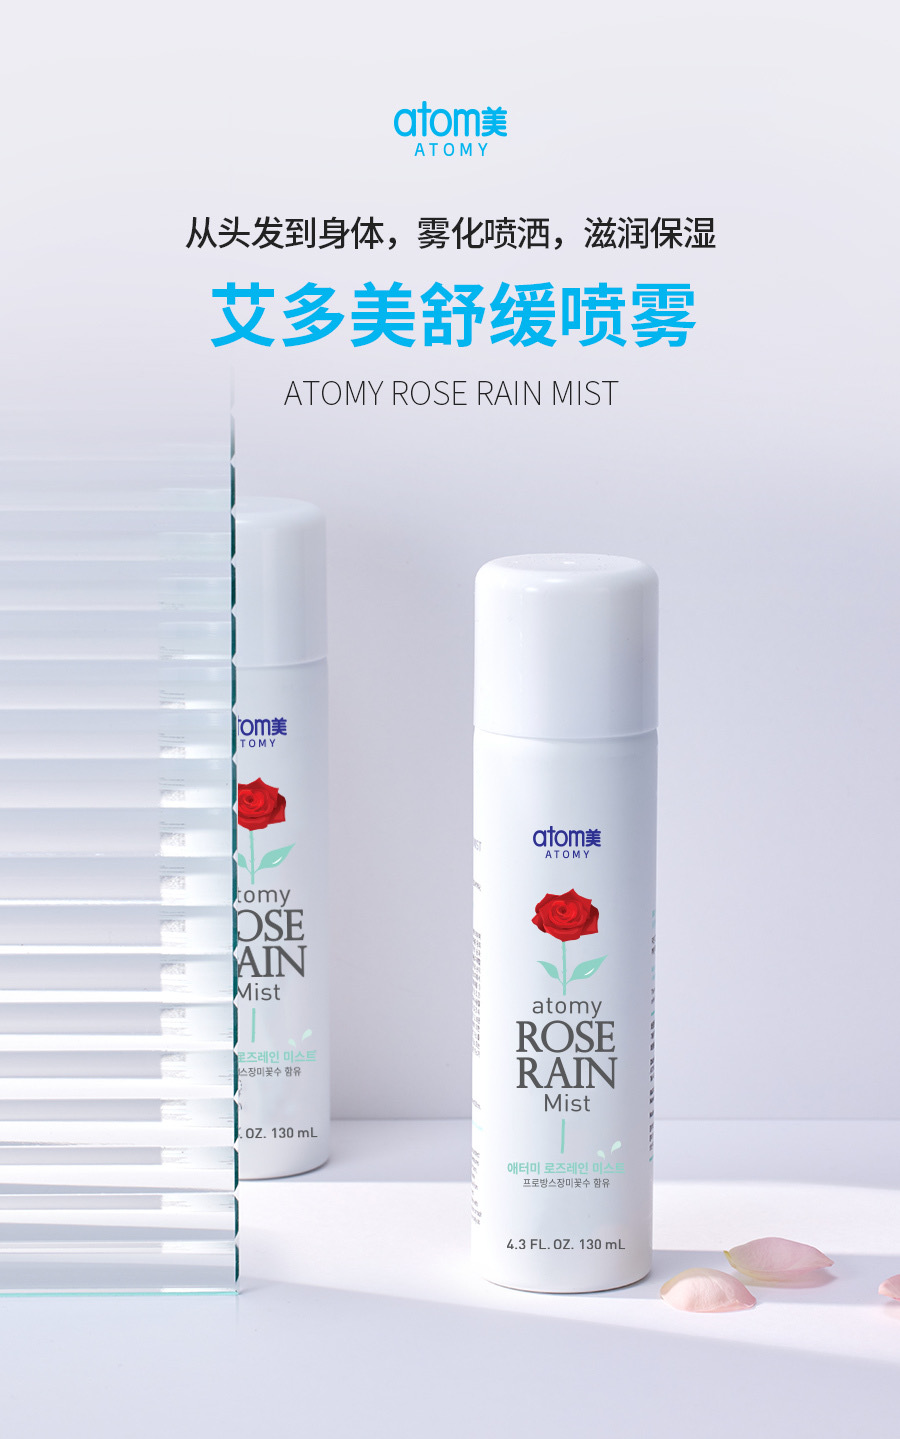 atom美
ATOMY
从头发到身体，雾化喷洒，滋润保湿
艾多美舒缓喷雾
ATOMY ROSE RAIN MIST
tom美
TOMY
tomy
OSE
AIN
Mist
로즈레인 미스트
스장미꽃수 함유
. OZ. 130 mL
atom美
ATOMY
atomy
ROSE
RAIN
Mist
애터미 로즈레인 미스트
프로방스장미꽃수 함유
4.3 FL. OZ. 130 mL